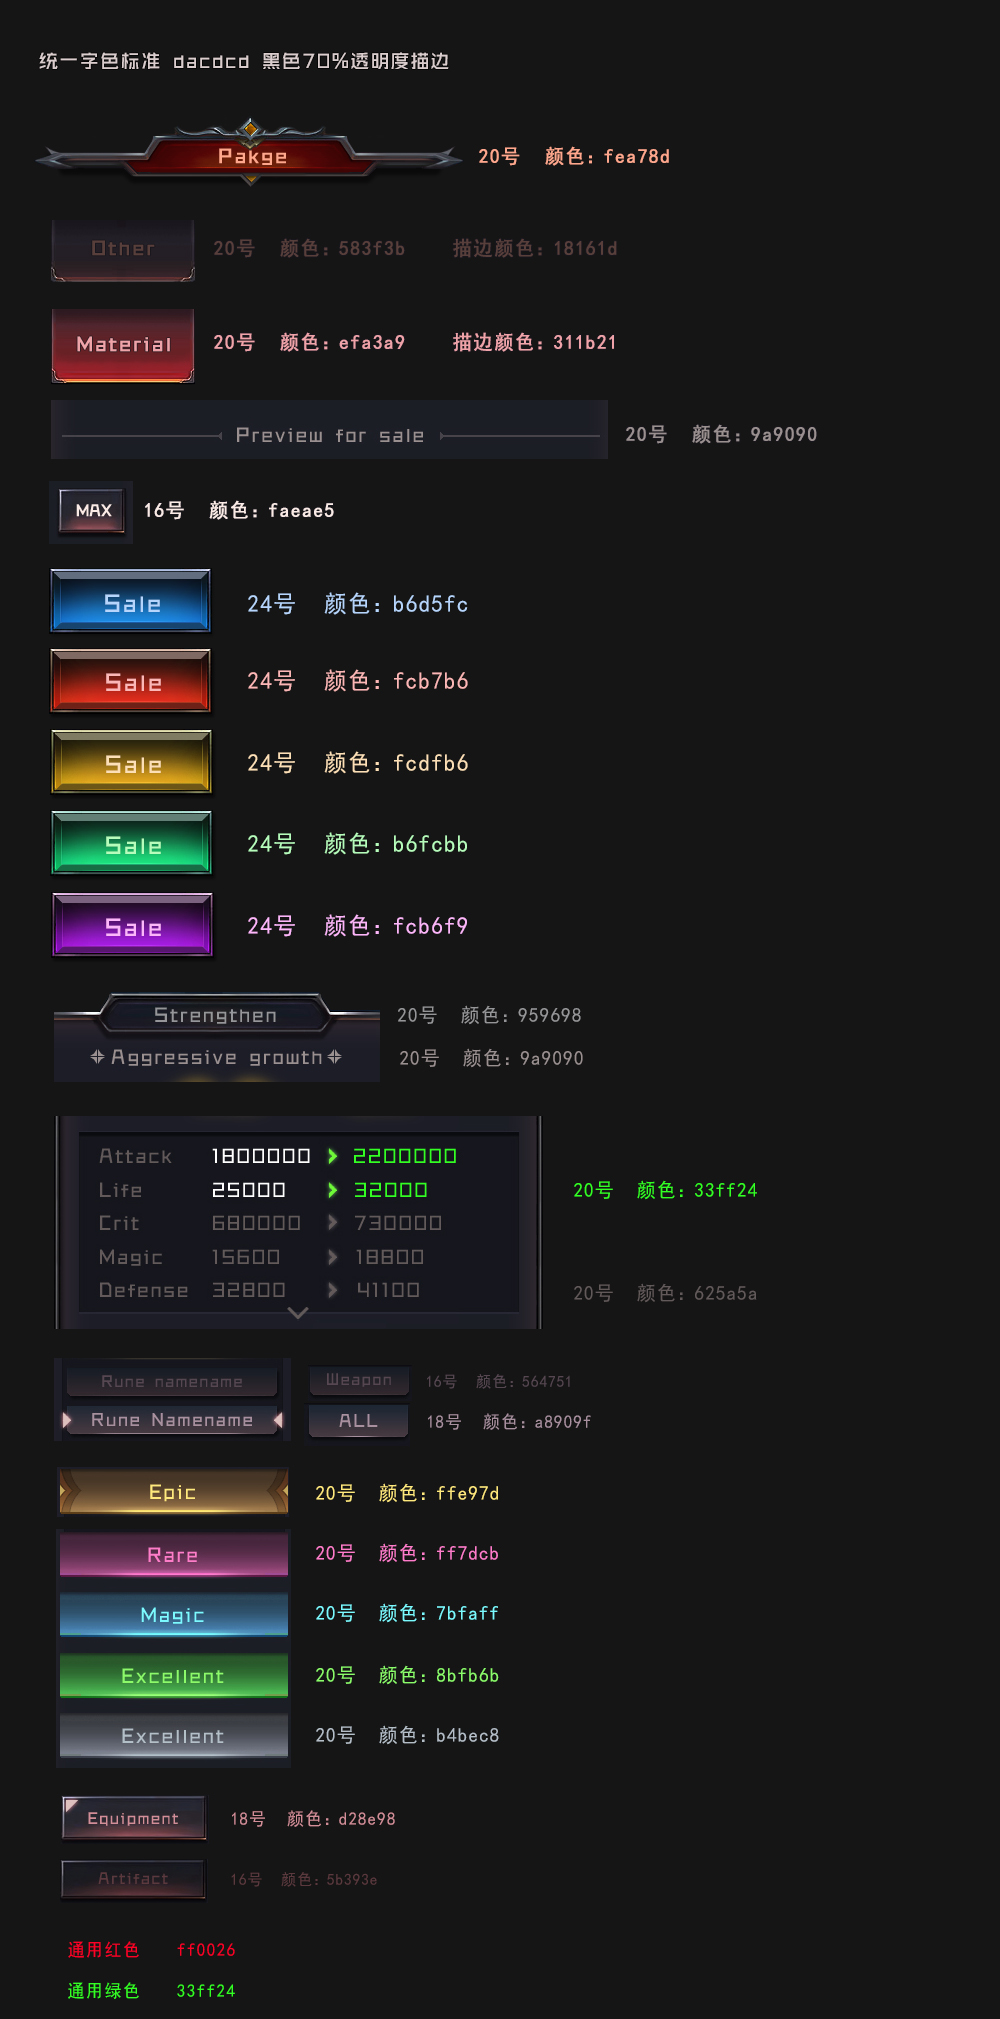 统一字色标准 dacdcd 黑色70%透明度描边
Pakge 20号 颜色: fea78d
Other 20号 颜色: 583f3b 描边颜色: 18161d
Material 20号 颜色: efa3a9 描边颜色: 311b21
Preview for sale 20号 颜色: 9a9090
MAX 16号 颜色: faeae5
Sale 24号 颜色: b6d5fc
Sale 24号 颜色: fcb7b6
Sale 24号 颜色: fcdfb6
Sale 24号 颜色: b6fcbb
Sale 24号 颜色: fcb6f9
Strengthen 20号 颜色: 959698
Aggressive growth 20号 颜色: 9a9090
Attack 1800000 2200000
Life 25000 32000 20号 颜色: 33ff24
Crit 680000 730000
Magic 15600 18800
Defense 32800 41100 20号 颜色: 625a5a
Rune namename Weapon 16号 颜色: 564751
Rune Namename ALL 18号 颜色: a8909f
Epic 20号 颜色: ffe97d
Rare 20号 颜色: ff7dcb
Magic 20号 颜色: 7bfaff
Excellent 20号 颜色: 8bfb6b
Excellent 20号 颜色: b4bec8
Equipment 18号 颜色: d28e98
Artifact 16号 颜色: 5b393e
通用红色 ff0026
通用绿色 33ff24